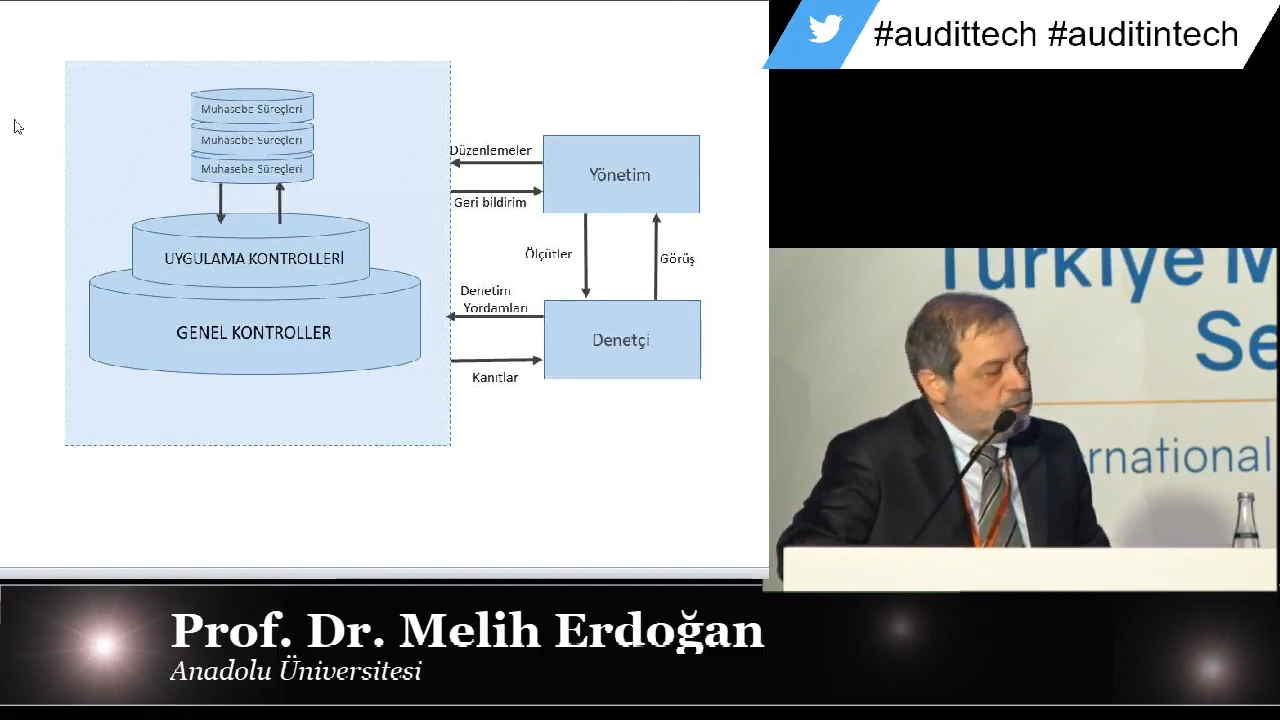 #audittech #auditintech
Muhasebe Süreçleri
Muhasebe Süreçleri
Muhasebe Süreçleri
UYGULAMA KONTROLLERİ
GENEL KONTROLLER
Düzenlemeler
Geri bildirim
Yönetim
Ölçütler
Görüş
Denetim
Yordamları
Denetçi
Kanıtlar
Türkiye M
Se
rnational
Prof. Dr. Melih Erdoğan
Anadolu Üniversitesi